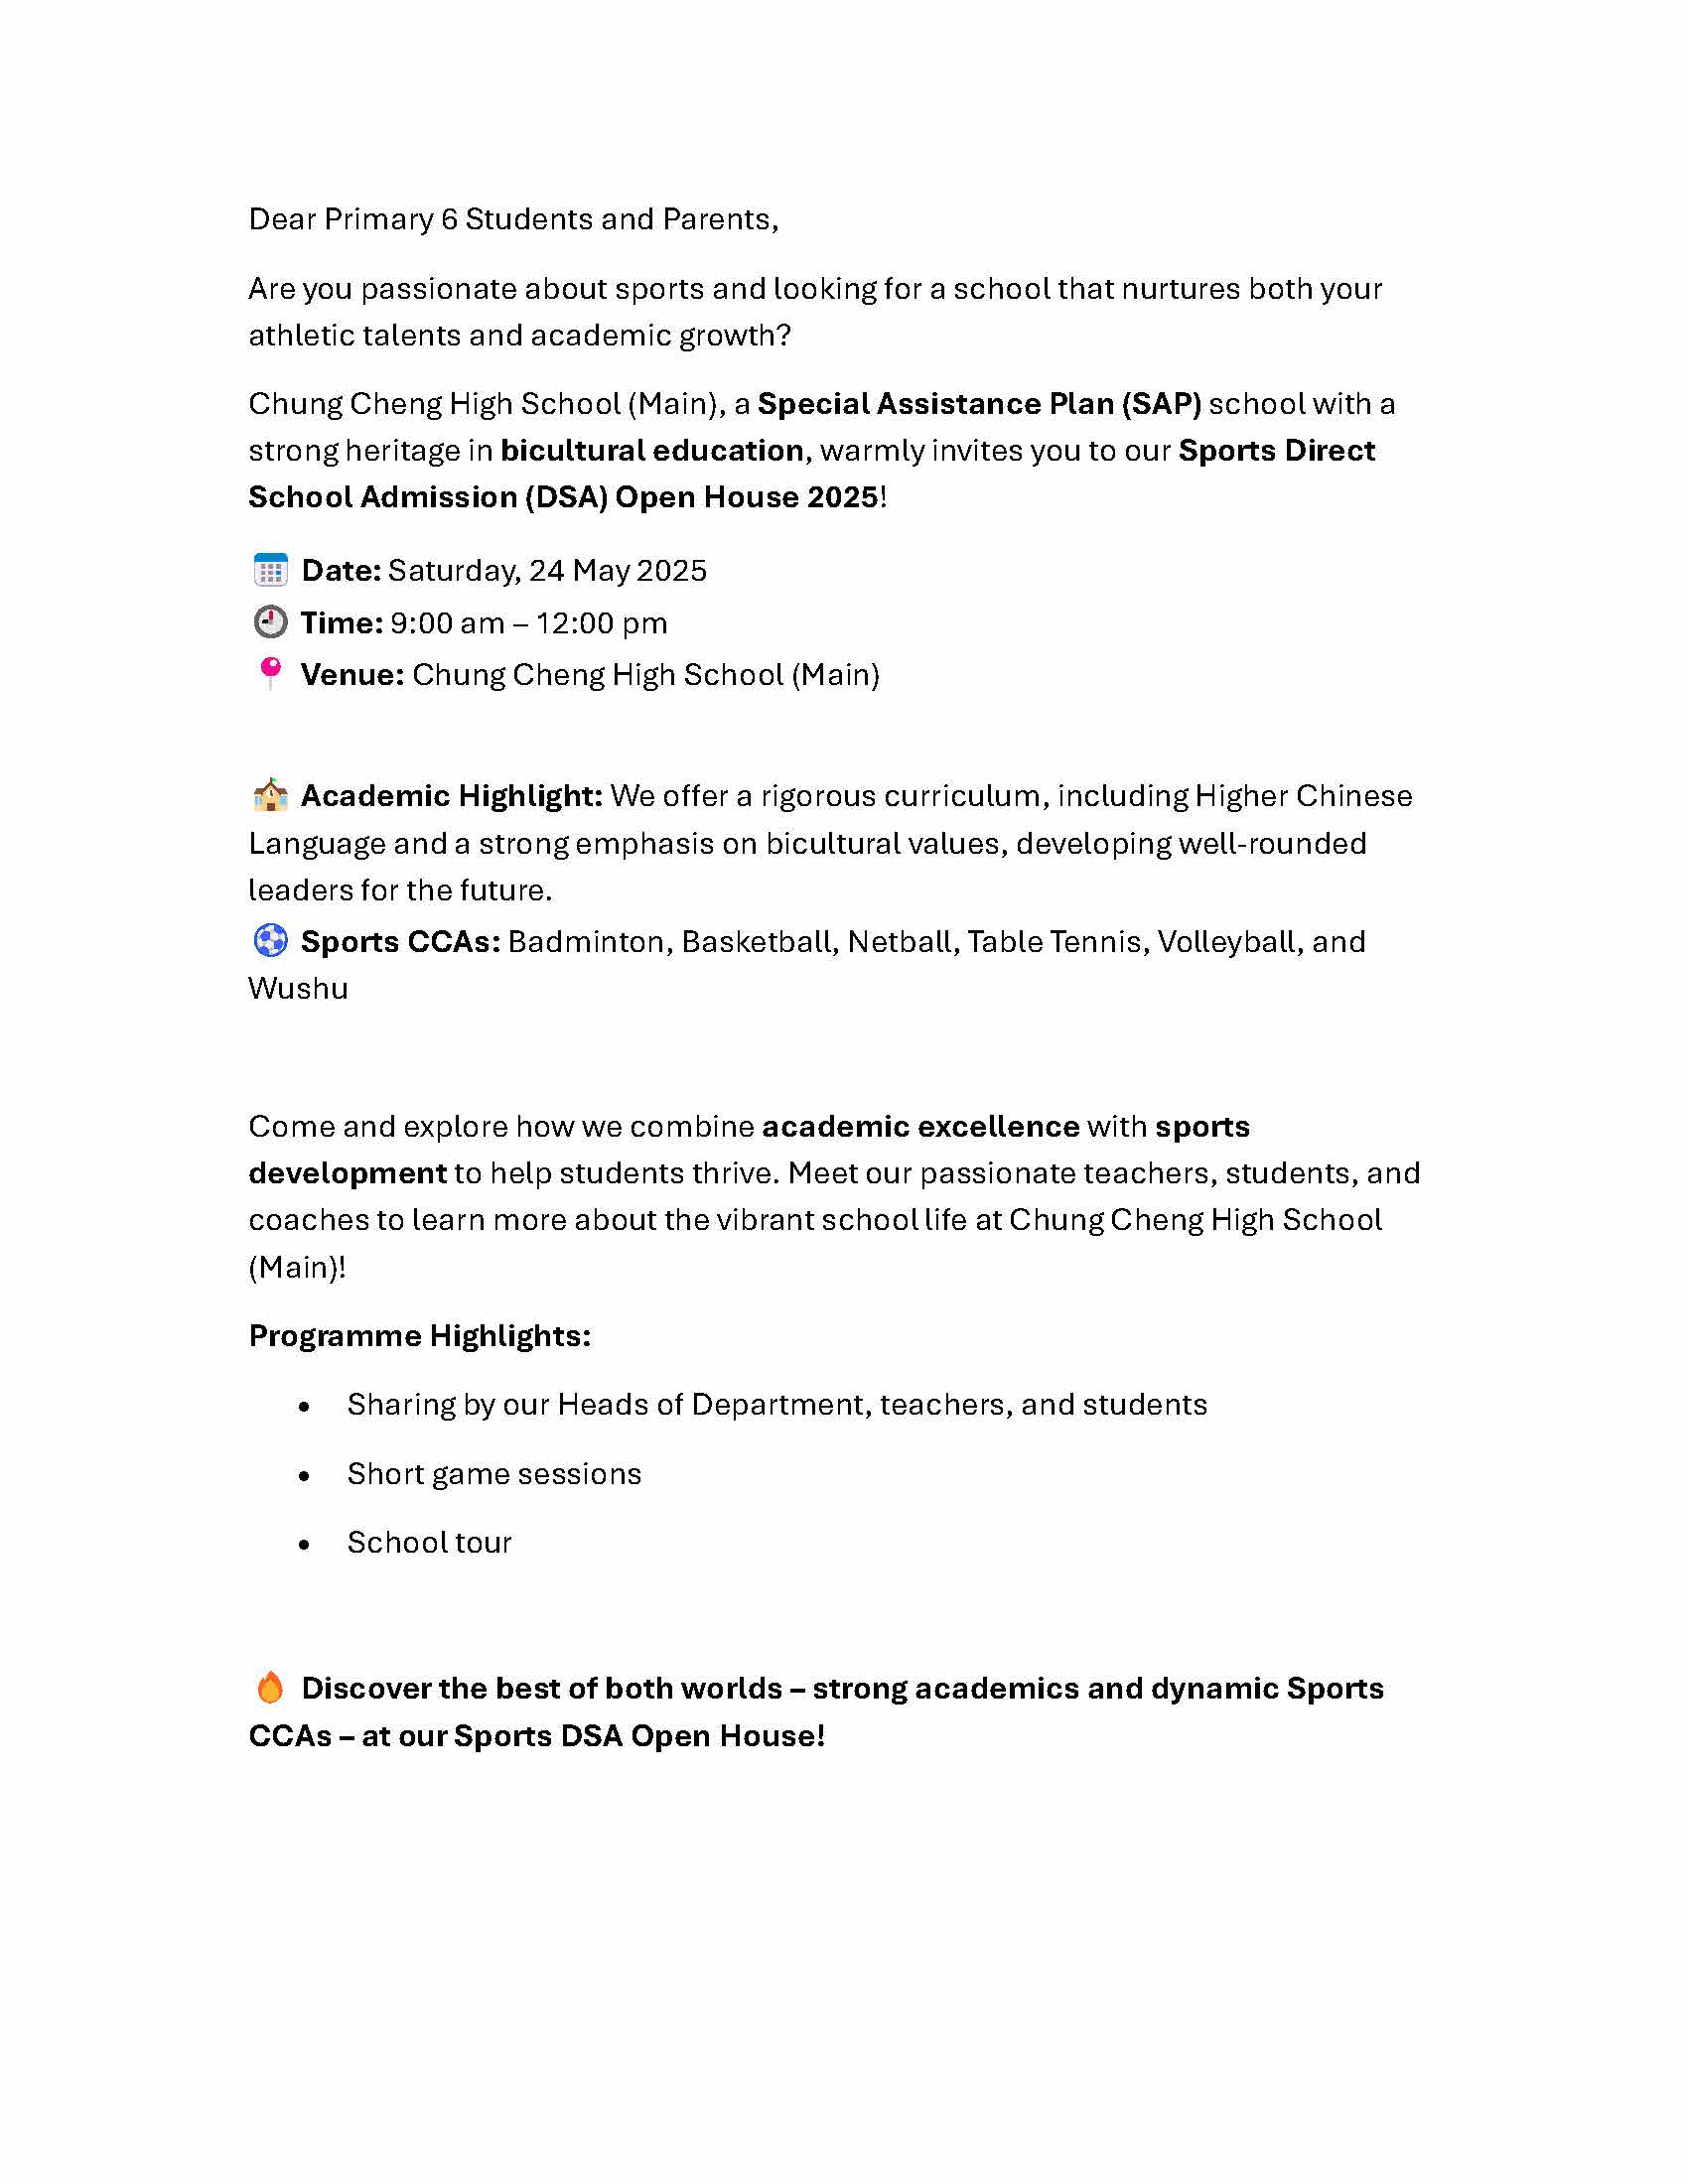 Dear Primary 6 Students and Parents,
Are you passionate about sports and looking for a school that nurtures both your
athletic talents and academic growth?
Chung Cheng High School (Main), a Special Assistance Plan (SAP) school with a
strong heritage in bicultural education, warmly invites you to our Sports Direct
School Admission (DSA) Open House 2025!
Date: Saturday, 24 May 2025
Time: 9:00 am – 12:00 pm
Venue: Chung Cheng High School (Main)
Academic Highlight: We offer a rigorous curriculum, including Higher Chinese
Language and a strong emphasis on bicultural values, developing well-rounded
leaders for the future.
Sports CCAs: Badminton, Basketball, Netball, Table Tennis, Volleyball, and
Wushu
Come and explore how we combine academic excellence with sports
development to help students thrive. Meet our passionate teachers, students, and
coaches to learn more about the vibrant school life at Chung Cheng High School
(Main)!
Programme Highlights:
• Sharing by our Heads of Department, teachers, and students
• Short game sessions
• School tour
Discover the best of both worlds – strong academics and dynamic Sports
CCAs – at our Sports DSA Open House!